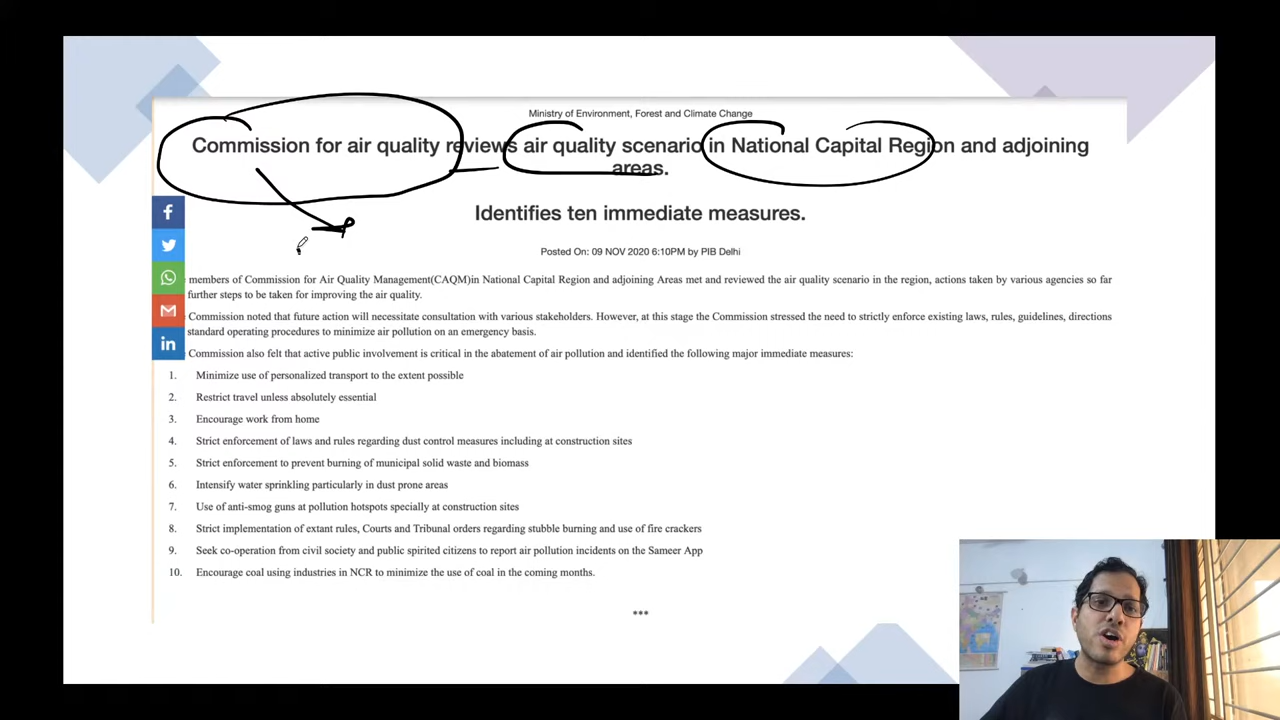 Ministry of Environment, Forest and Climate Change
Commission for air quality reviews air quality scenario in National Capital Region and adjoining
areas.
Identifies ten immediate measures.
Posted On: 09 NOV 2020 6:10PM by PIB Delhi
members of Commission for Air Quality Management(CAQM)in National Capital Region and adjoining Areas met and reviewed the air quality scenario in the region, actions taken by various agencies so far
further steps to be taken for improving the air quality.
Commission noted that future action will necessitate consultation with various stakeholders. However, at this stage the Commission stressed the need to strictly enforce existing laws, rules, guidelines, directions
standard operating procedures to minimize air pollution on an emergency basis.
Commission also felt that active public involvement is critical in the abatement of air pollution and identified the following major immediate measures:
1. Minimize use of personalized transport to the extent possible
2. Restrict travel unless absolutely essential
3. Encourage work from home
4. Strict enforcement of laws and rules regarding dust control measures including at construction sites
5. Strict enforcement to prevent burning of municipal solid waste and biomass
6. Intensify water sprinkling particularly in dust prone areas
7. Use of anti-smog guns at pollution hotspots specially at construction sites
8. Strict implementation of extant rules, Courts and Tribunal orders regarding stubble burning and use of fire crackers
9. Seek co-operation from civil society and public spirited citizens to report air pollution incidents on the Sameer App
10. Encourage coal using industries in NCR to minimize the use of coal in the coming months.
***